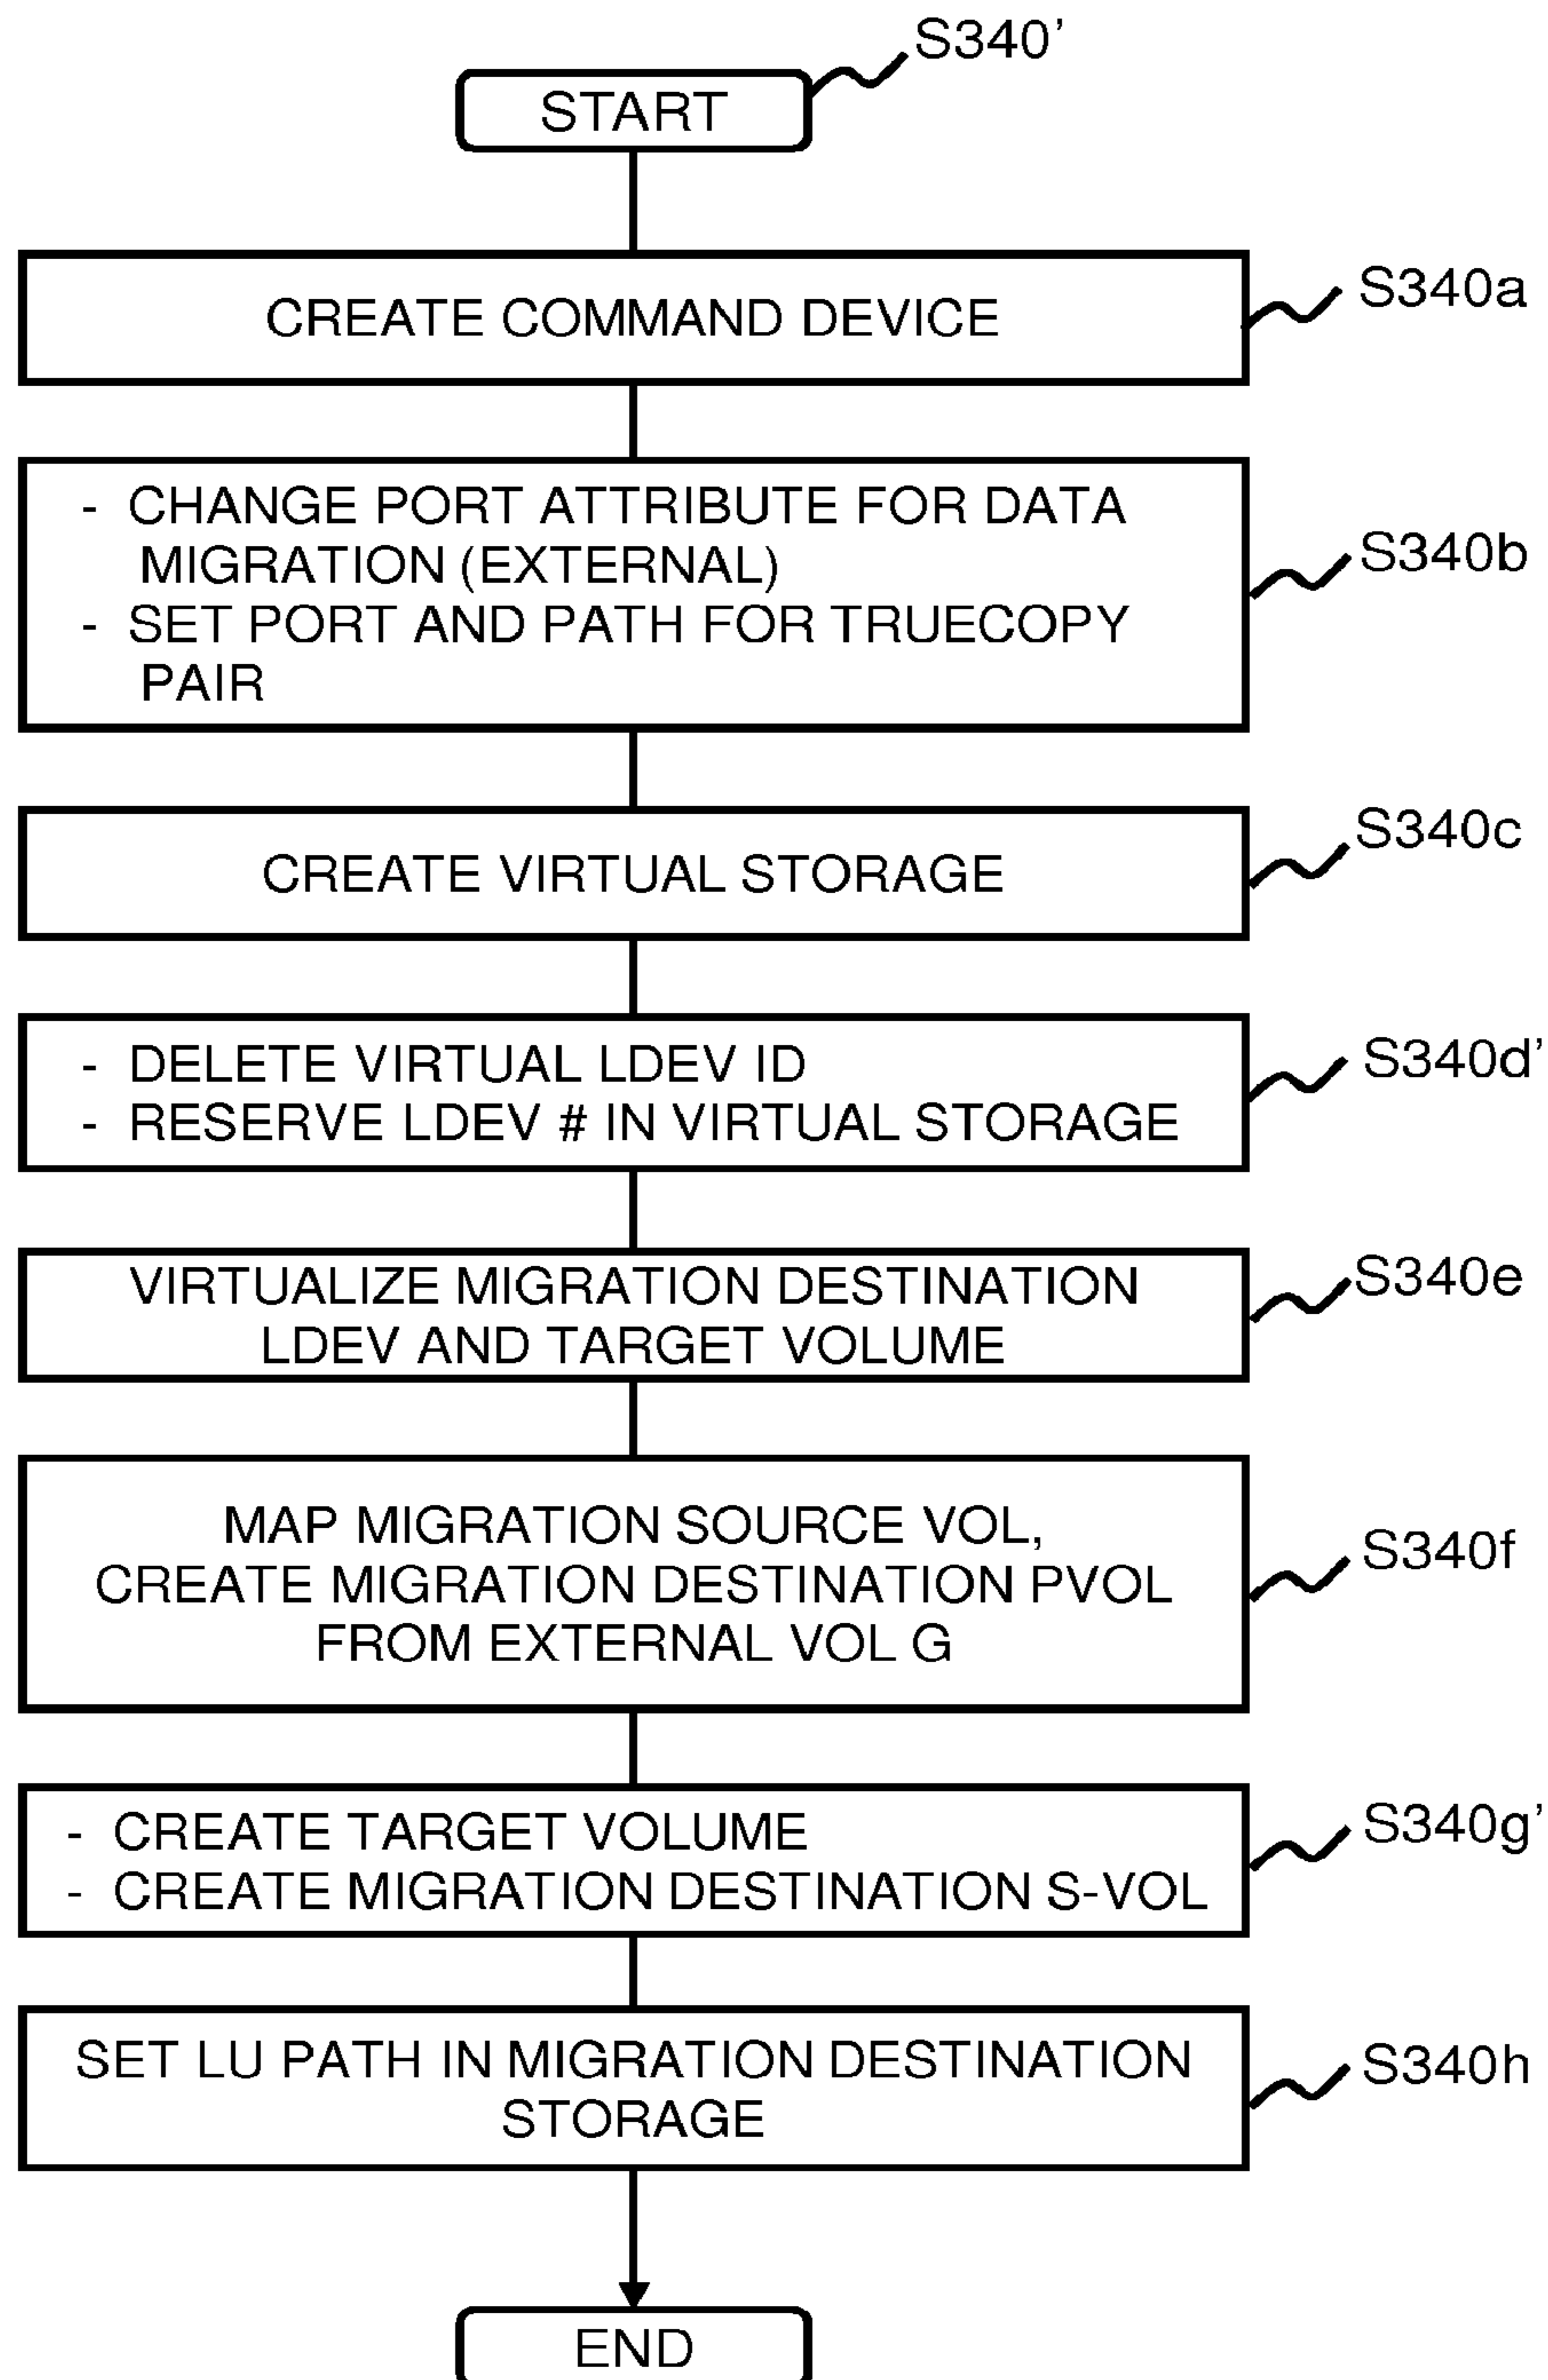 S340'
START
CREATE COMMAND DEVICE
S340a
- CHANGE PORT ATTRIBUTE FOR DATA
MIGRATION (EXTERNAL)
- SET PORT AND PATH FOR TRUECOPY
PAIR
S340b
CREATE VIRTUAL STORAGE
S340c
- DELETE VIRTUAL LDEV ID
- RESERVE LDEV # IN VIRTUAL STORAGE
S340d'
VIRTUALIZE MIGRATION DESTINATION
LDEV AND TARGET VOLUME
S340e
MAP MIGRATION SOURCE VOL,
CREATE MIGRATION DESTINATION PVOL
FROM EXTERNAL VOL G
S340f
- CREATE TARGET VOLUME
- CREATE MIGRATION DESTINATION S-VOL
S340g'
SET LU PATH IN MIGRATION DESTINATION
STORAGE
S340h
END